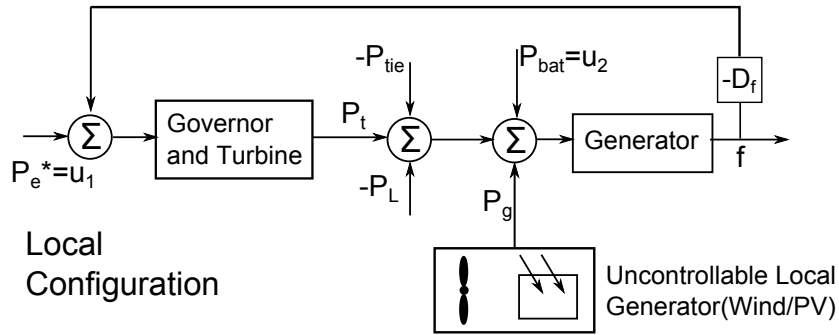 -P_tie
P_bat=u_2
-D_f
Σ
Governor
and Turbine
P_t
Σ
Σ
Generator
f
P_e*=u_1
-P_L
P_g
Local
Configuration
Uncontrollable Local
Generator(Wind/PV)